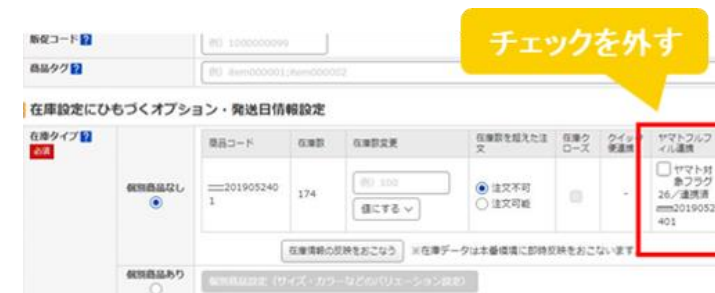 販促コード ?
例) 1000000099
チェックを外す
商品タグ ?
例) item000001;item000002
在庫設定にひもづくオプション・発送日情報設定
在庫タイプ ?
必須
商品コード
在庫数
在庫数変更
在庫数を超えた注文
在庫クローズ
クイック便連携
ヤマトフルフィル連携
個別商品なし
201905240
1
174
例) 100
値にする
注文不可
注文可能
-
ヤマト対
象フラグ
26/連携済
2019052
401
在庫情報の反映をおこなう
※在庫データは本番環境に即時反映をおこないます
個別商品あり
個別商品設定 (サイズ・カラーなどのバリエーション設定)